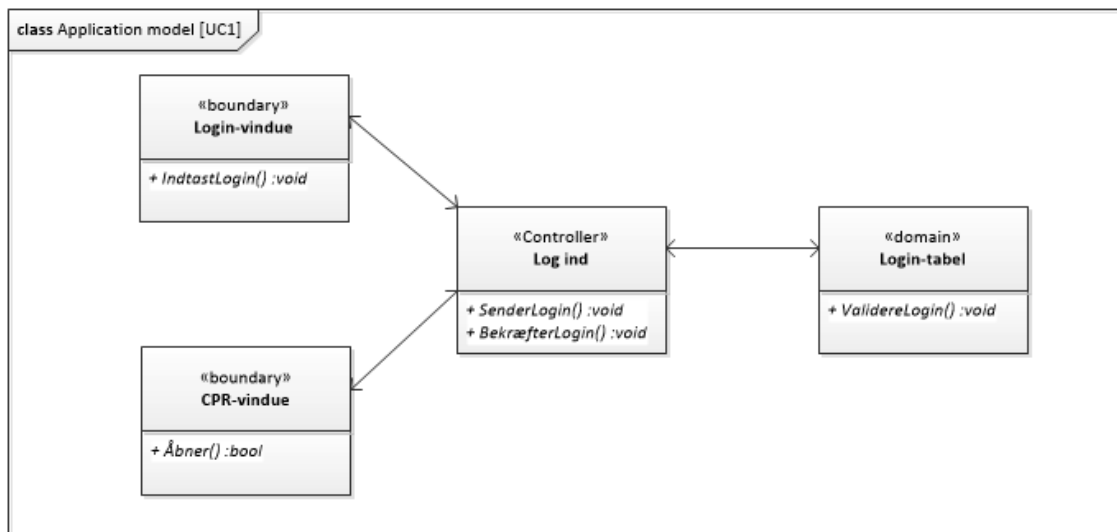 class Application model [UC1]
«boundary»
Login-vindue
+ IndtastLogin() :void
«Controller»
Log ind
+ SenderLogin() :void
+ BekræfterLogin() :void
«domain»
Login-tabel
+ ValidereLogin() :void
«boundary»
CPR-vindue
+ Åbner() :bool